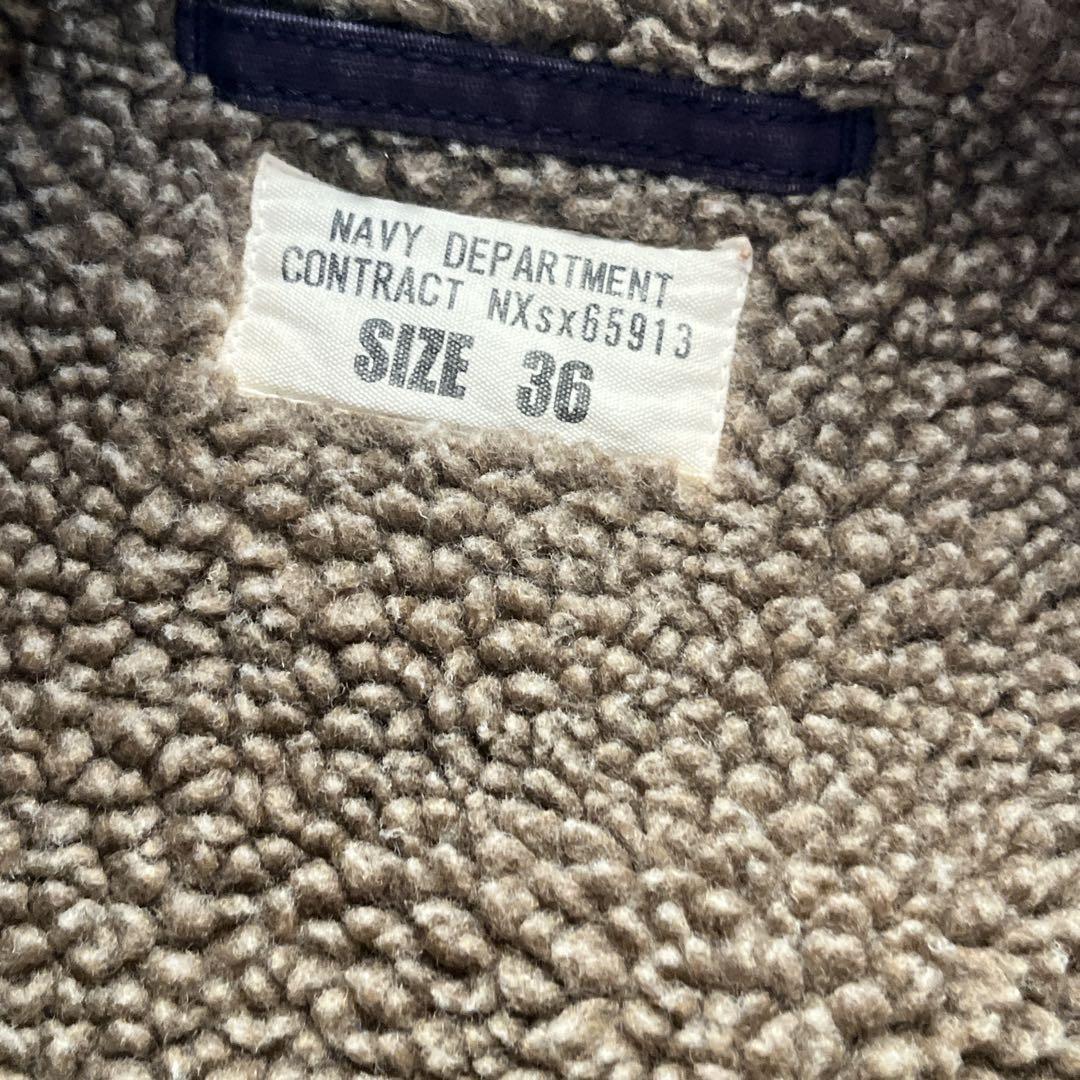 NAVY DEPARTMENT
CONTRACT NXsx65913
SIZE 36